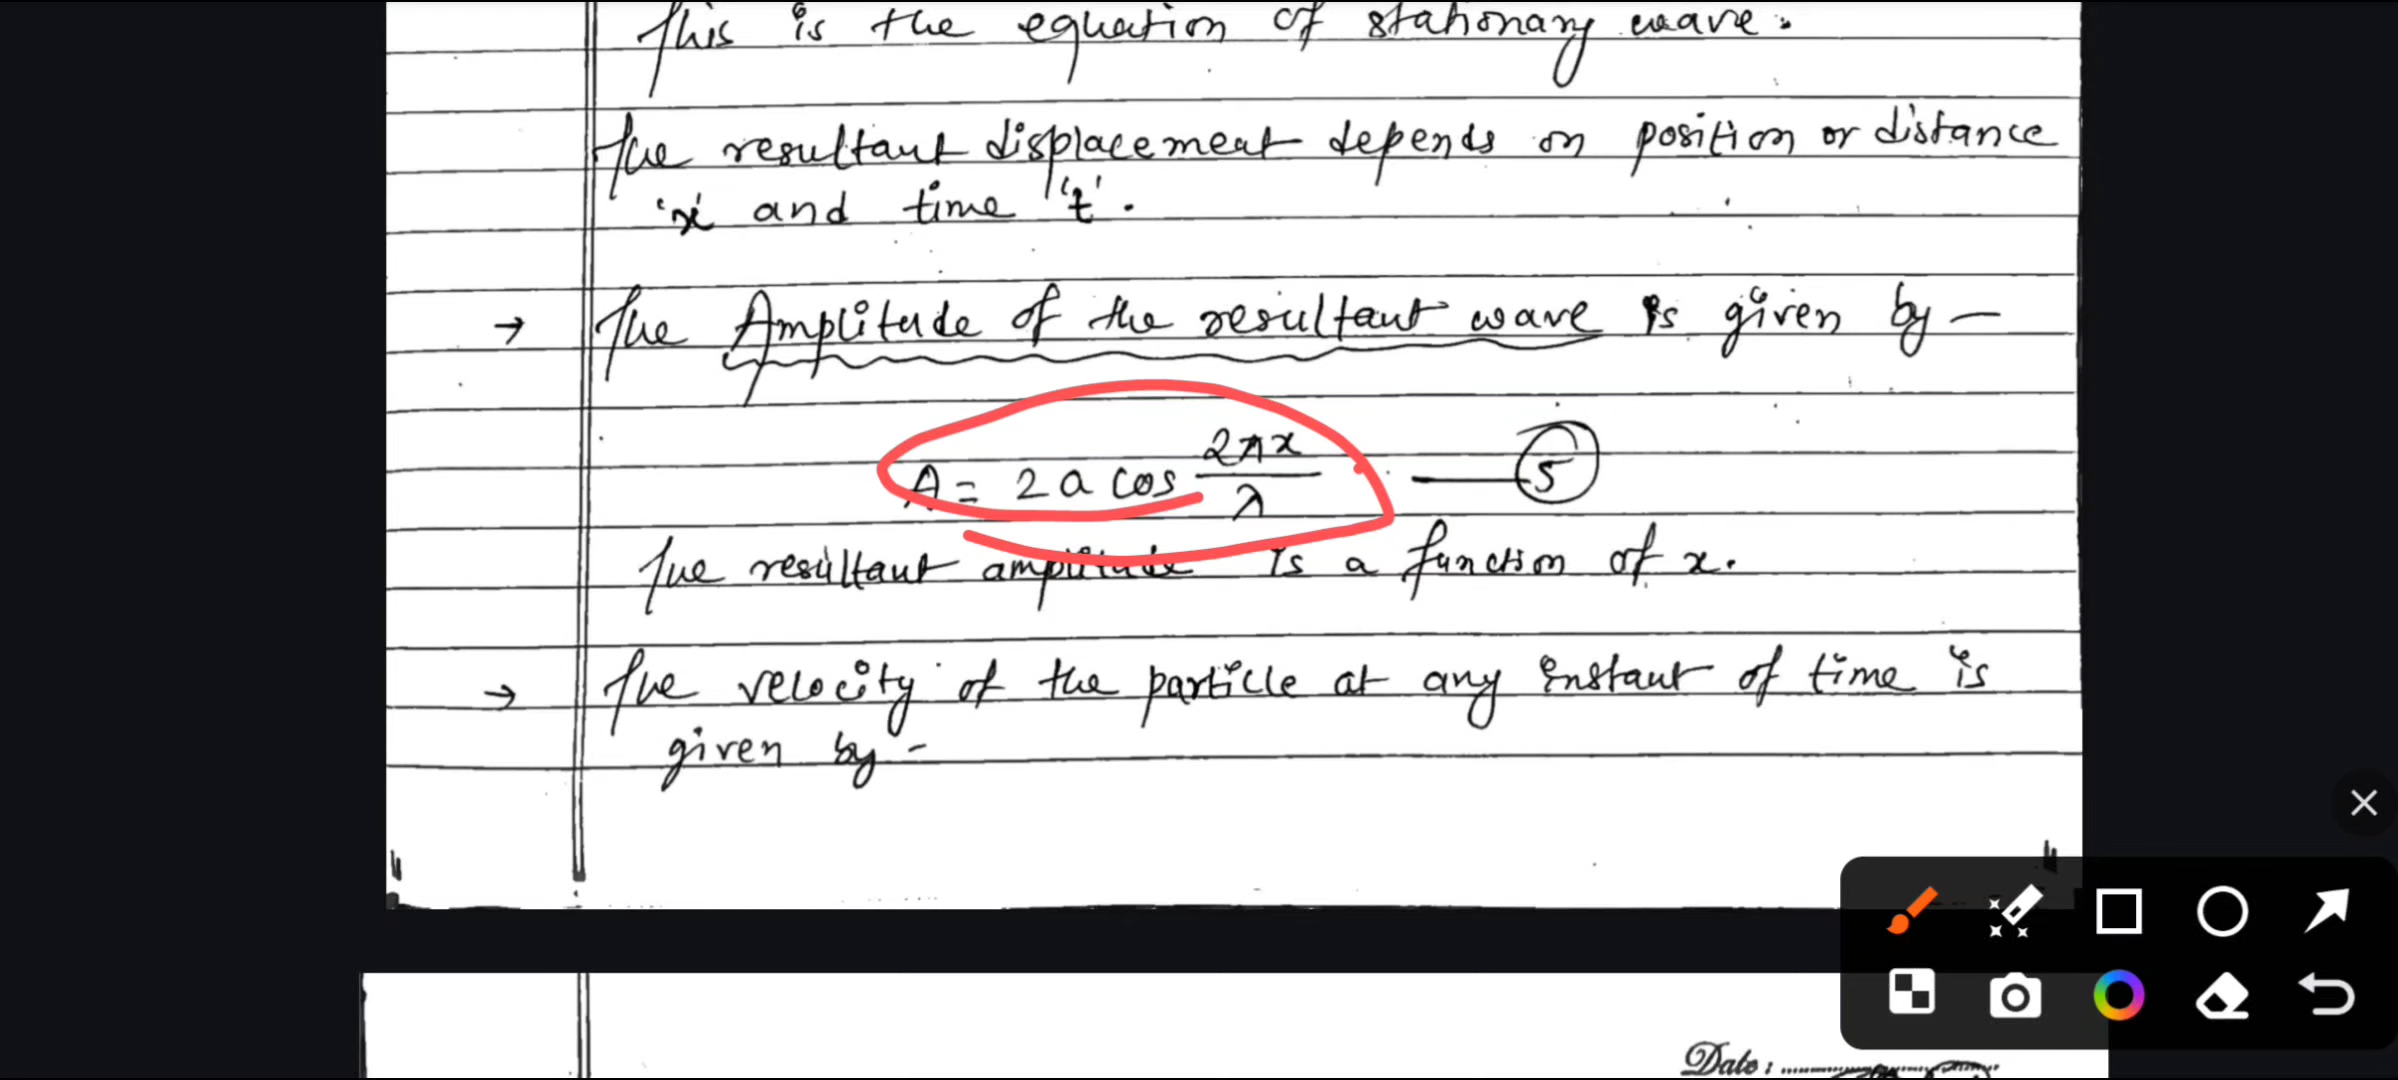 This is the equation of stationary wave.
The resultant displacement depends on position or distance
'x' and time 't'.
→ The Amplitude of the resultant wave is given by —
A = 2a cos 2πx/λ —— 5
The resultant amplitude is a function of x.
→ The velocity of the particle at any instant of time is
given by -
Date :